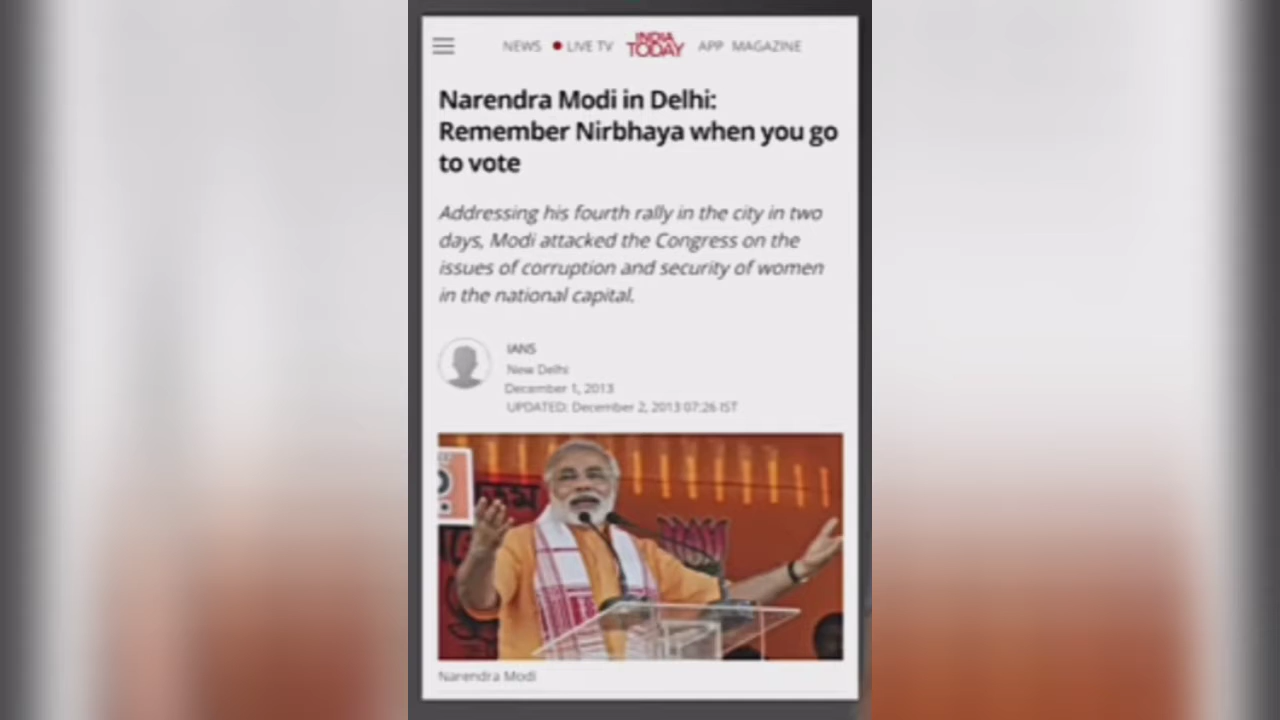 NEWS LIVE TV INDIA TODAY APP MAGAZINE
Narendra Modi in Delhi:
Remember Nirbhaya when you go
to vote
Addressing his fourth rally in the city in two
days, Modi attacked the Congress on the
issues of corruption and security of women
in the national capital.
IANS
New Delhi
December 1, 2013
UPDATED: December 2, 2013 07:26 IST
Narendra Modi